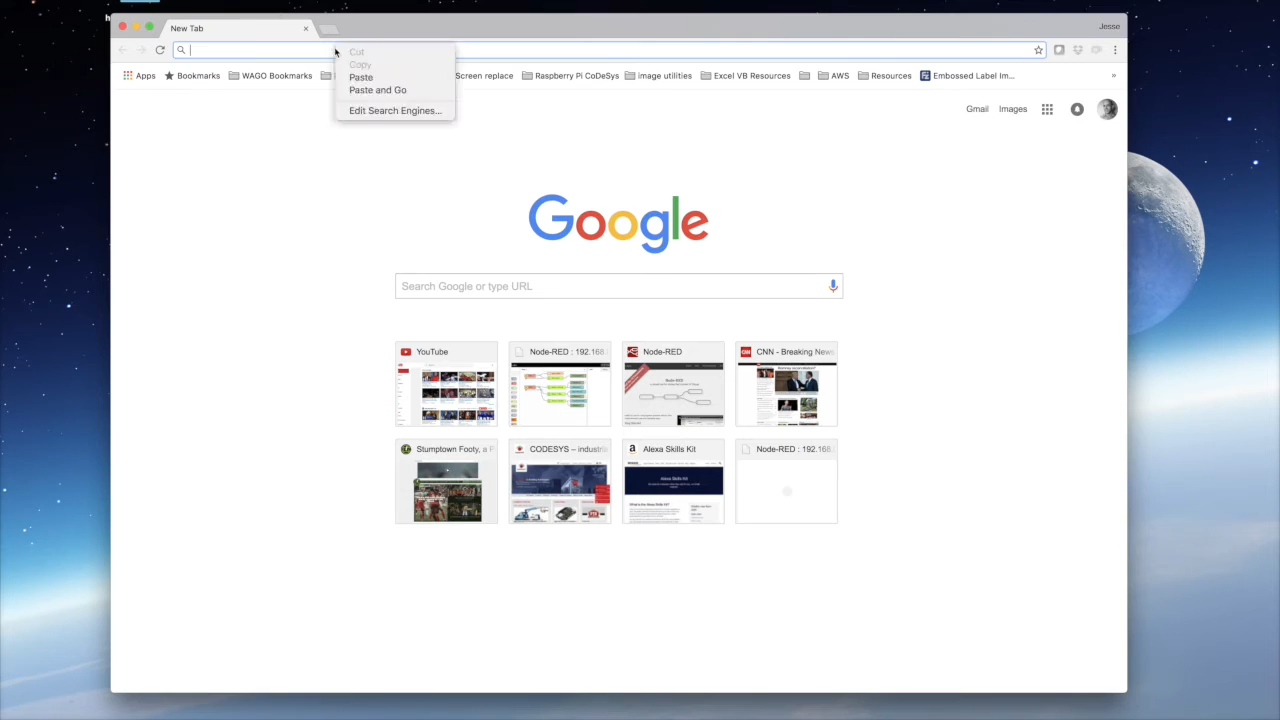 New Tab
Jesse
Cut
Copy
Paste
Paste and Go
Edit Search Engines...
Apps
Bookmarks
WAGO Bookmarks
Screen replace
Raspberry Pi CoDeSys
image utilities
Excel VB Resources
AWS
Resources
Embossed Label Im...
»
Gmail
Images
Google
Search Google or type URL
YouTube
Node-RED : 192.168.
Node-RED
CNN - Breaking News
Stumptown Footy, a P
CODESYS – industri
Alexa Skills Kit
Node-RED : 192.168.